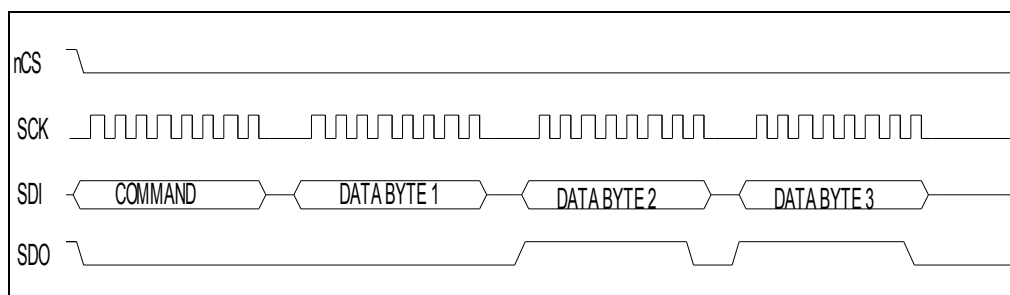 nCS
SCK
SDI COMMAND DATA BYTE 1 DATA BYTE 2 DATA BYTE 3
SDO